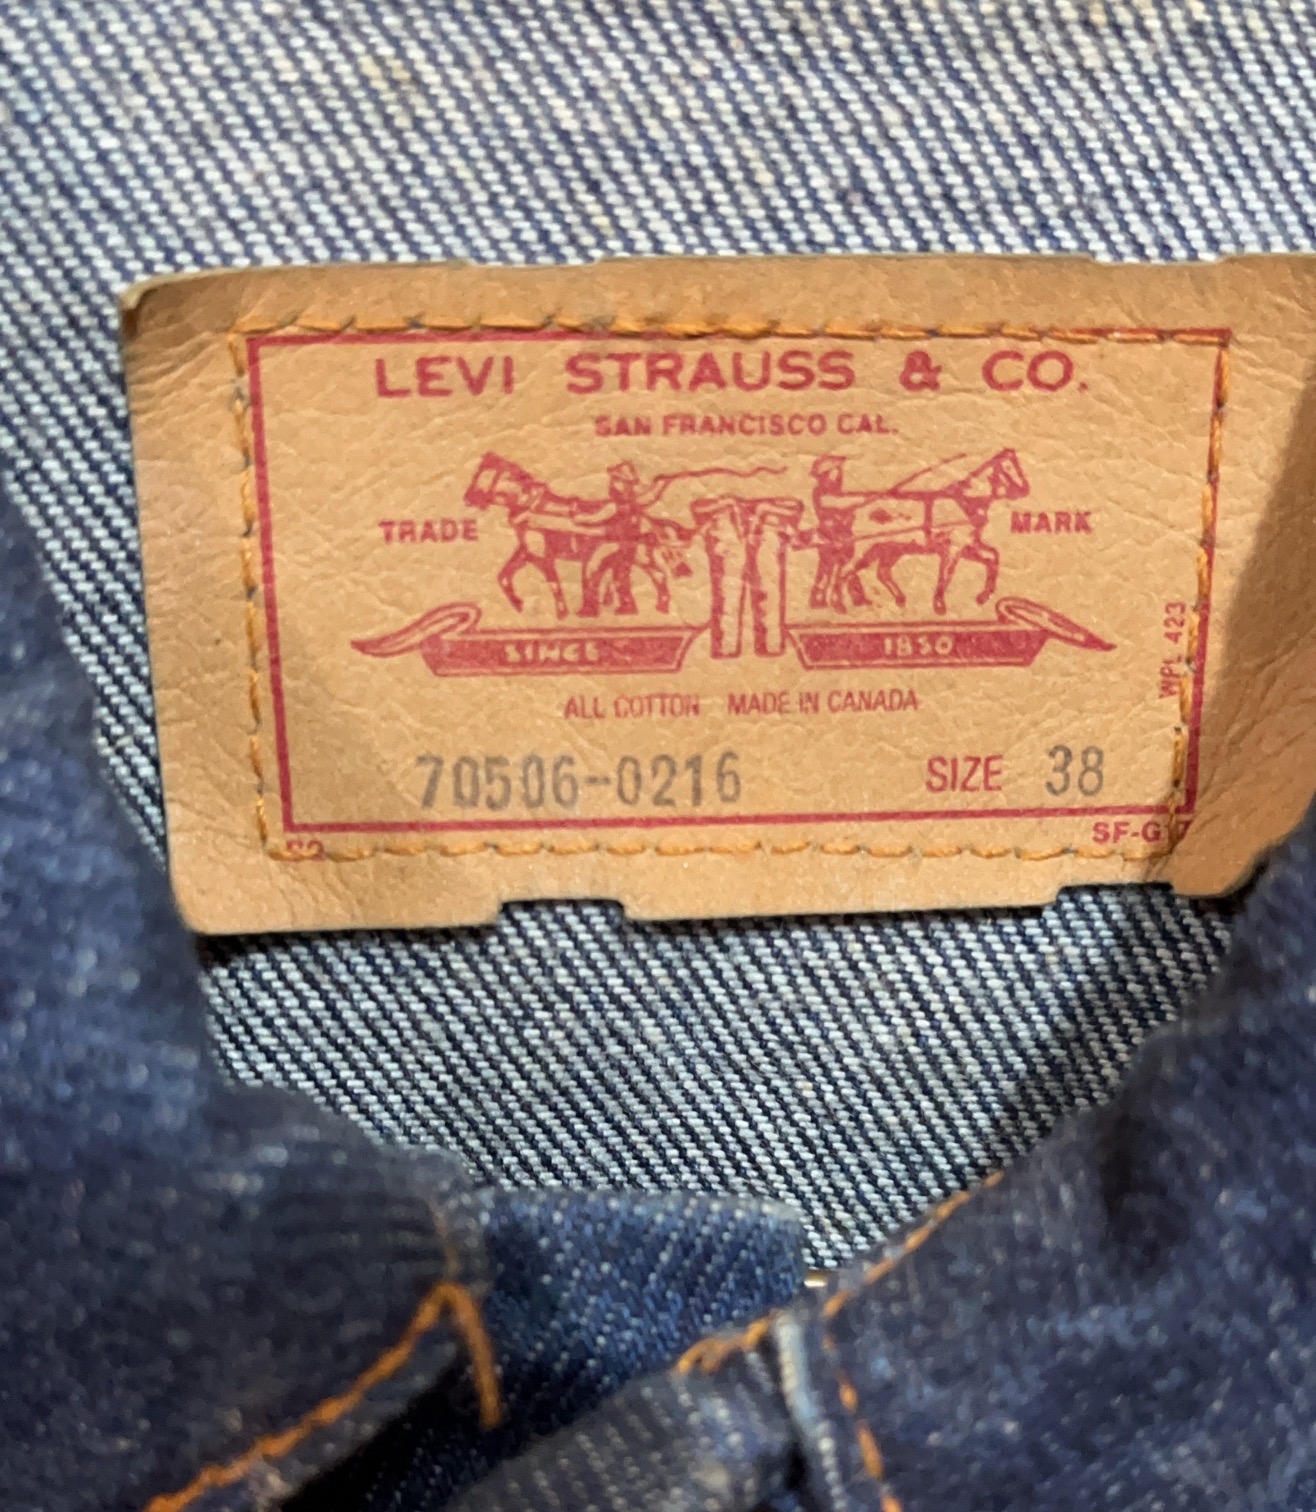 LEVI STRAUSS & CO.
SAN FRANCISCO CAL.
TRADE MARK
SINCE 1850
WPL 423
ALL COTTON MADE IN CANADA
70506-0216 SIZE 38